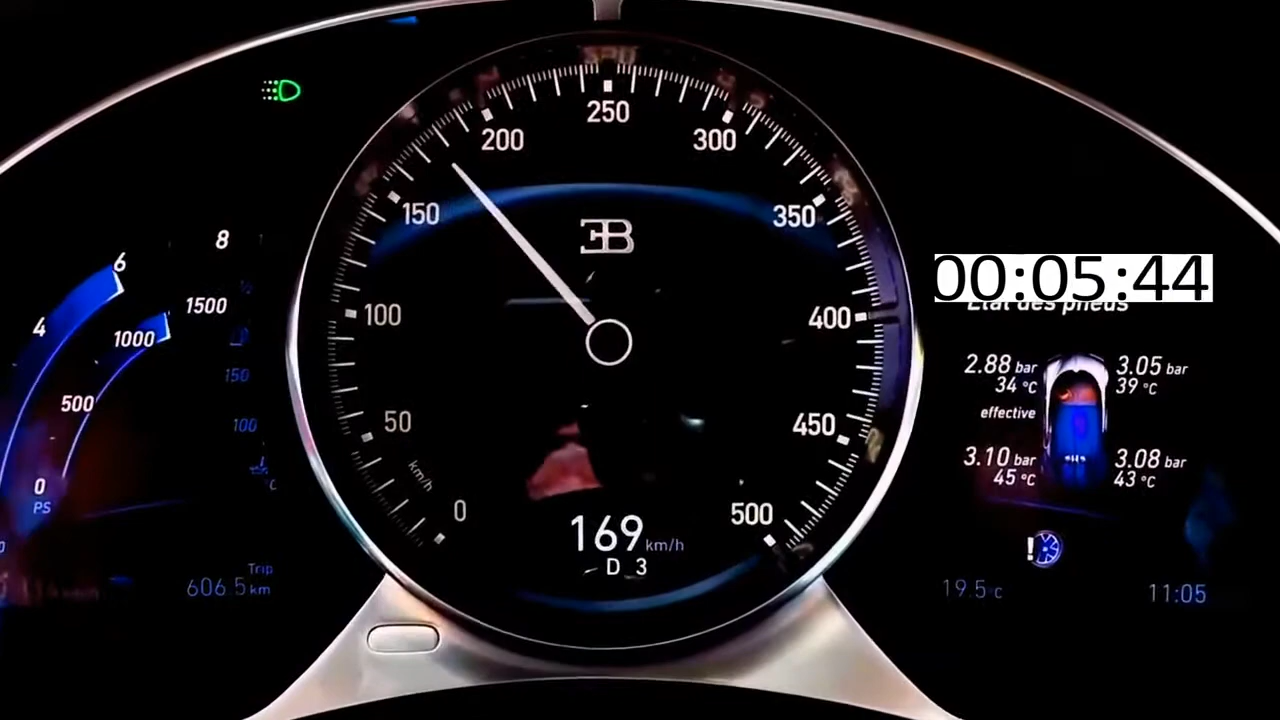 250
200
300
150
350
100
400
50
450
0
500
km/h
EB
169 km/h
D 3
8
6
4
1500
1000
500
150
100
0
PS
Trip
606.5 km
00:05:44
État des pneus
2.88 bar
34 °C
3.05 bar
39 °C
effective
3.10 bar
45 °C
3.08 bar
43 °C
!
19.5 °C
11:05